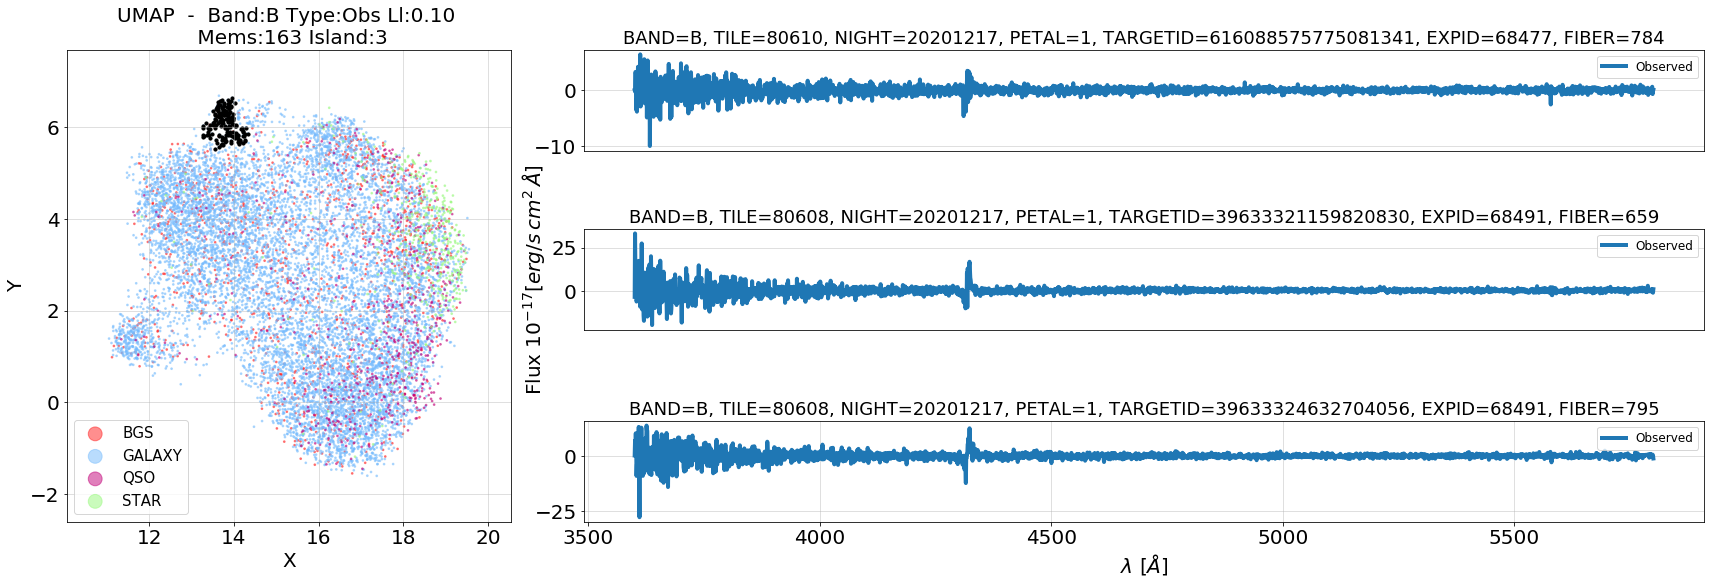 UMAP - Band:B Type:Obs Ll:0.10
Mems:163 Island:3
Y
6
4
2
0
−2
BGS
GALAXY
QSO
STAR
12 14 16 18 20
X
Flux 10⁻¹⁷[erg/s cm² Å]
BAND=B, TILE=80610, NIGHT=20201217, PETAL=1, TARGETID=616088575775081341, EXPID=68477, FIBER=784
Observed
0
−10
BAND=B, TILE=80608, NIGHT=20201217, PETAL=1, TARGETID=39633321159820830, EXPID=68491, FIBER=659
Observed
25
0
BAND=B, TILE=80608, NIGHT=20201217, PETAL=1, TARGETID=39633324632704056, EXPID=68491, FIBER=795
Observed
0
−25
3500 4000 4500 5000 5500
λ [Å]